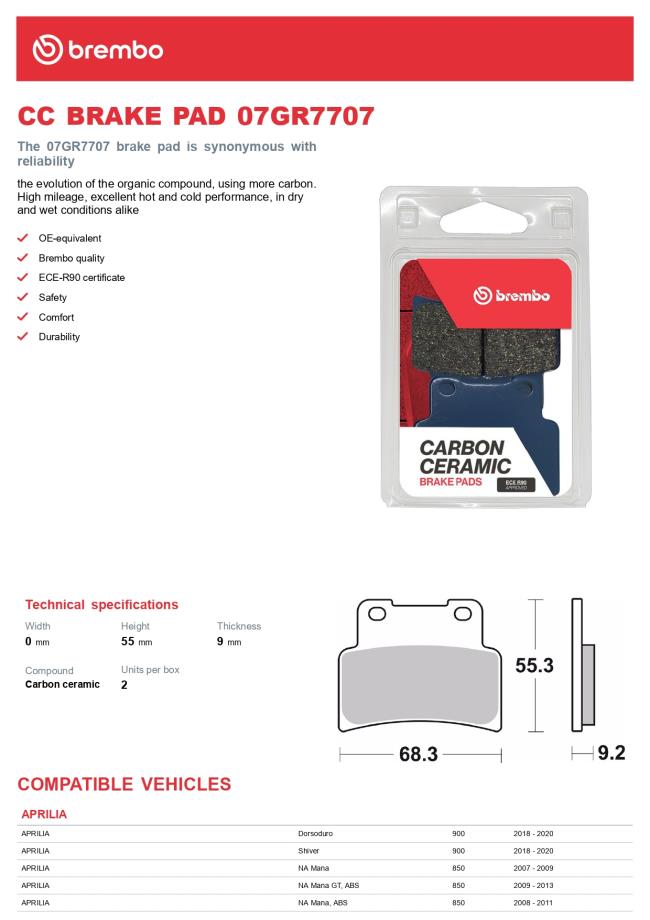 brembo
CC BRAKE PAD 07GR7707
The 07GR7707 brake pad is synonymous with
reliability
the evolution of the organic compound, using more carbon.
High mileage, excellent hot and cold performance, in dry
and wet conditions alike
OE-equivalent
Brembo quality
ECE-R90 certificate
Safety
Comfort
Durability
brembo
CARBON
CERAMIC
BRAKE PADS
ECE R90
APPROVED
Technical specifications
Width Height Thickness
0 mm 55 mm 9 mm
Compound Units per box
Carbon ceramic 2
55.3
68.3
9.2
COMPATIBLE VEHICLES
APRILIA
APRILIA Dorsoduro 900 2018 - 2020
APRILIA Shiver 900 2018 - 2020
APRILIA NA Mana 850 2007 - 2009
APRILIA NA Mana GT, ABS 850 2009 - 2013
APRILIA NA Mana, ABS 850 2008 - 2011